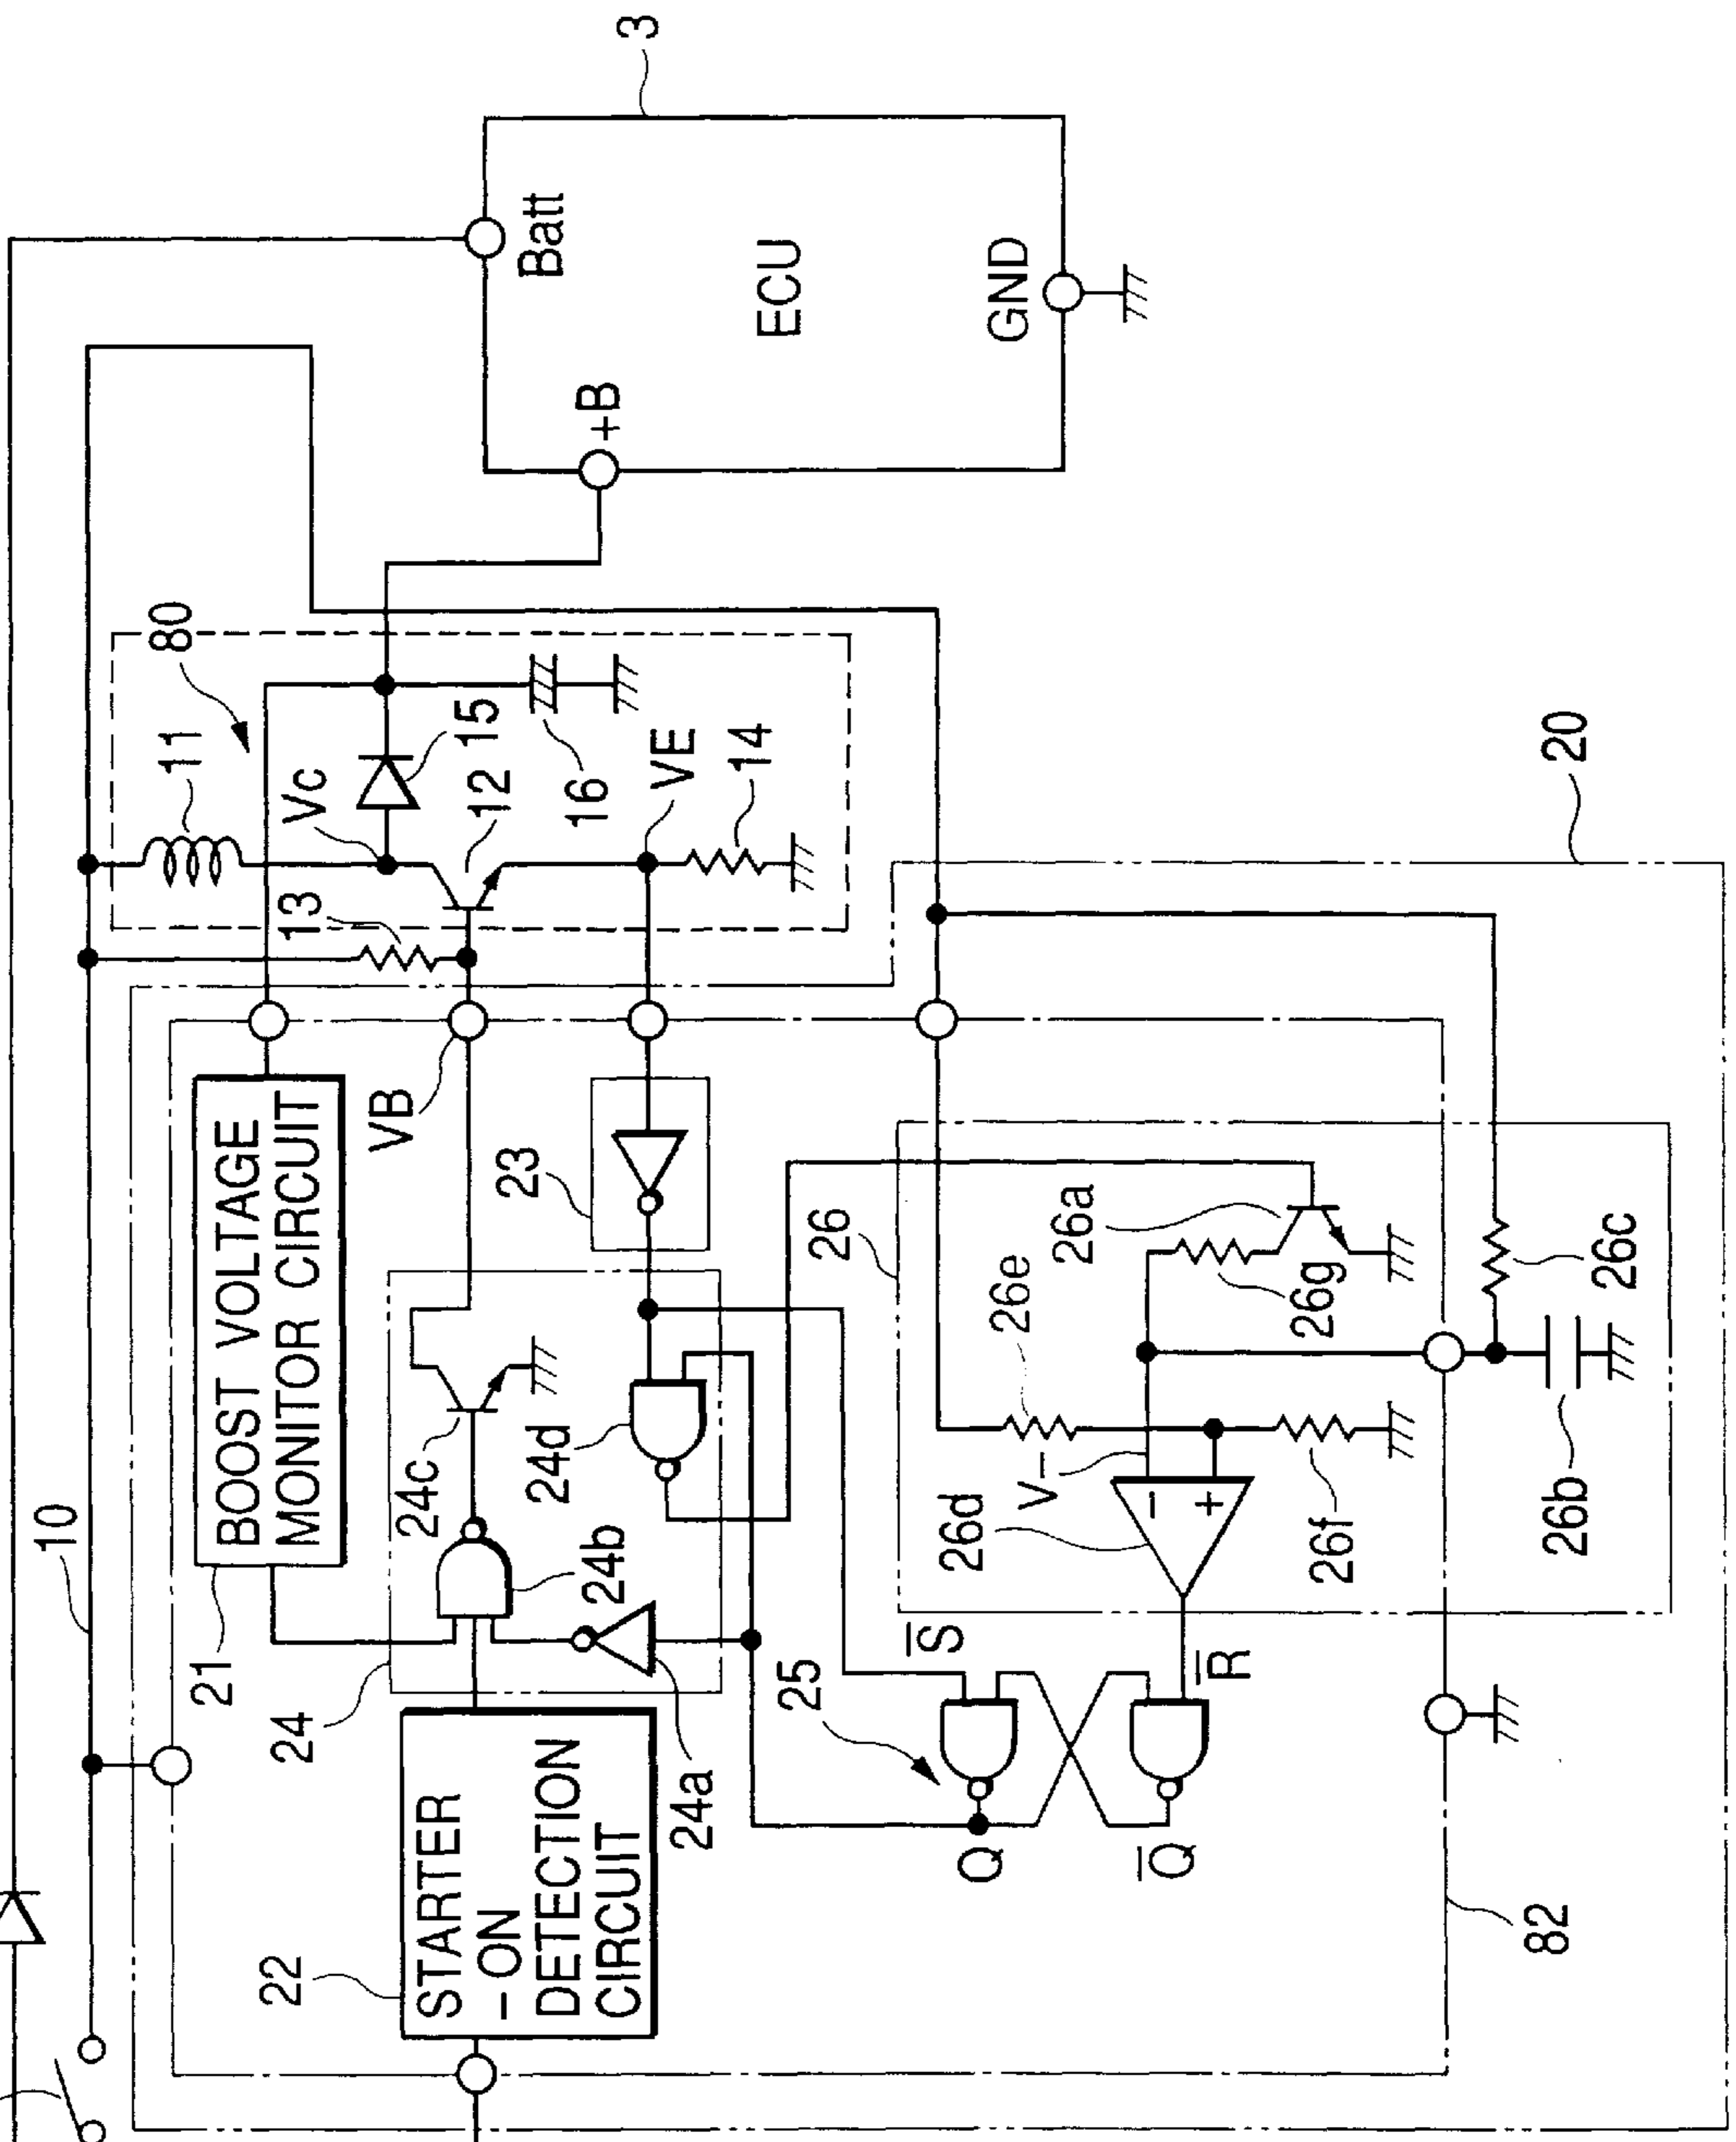 10
21
BOOST VOLTAGE
MONITOR CIRCUIT
80
11
Vc
15
12
13
16
VE
14
VB
Batt
+B
ECU
GND
3
22
STARTER
-ON
DETECTION
CIRCUIT
24
24a
24b
24c
24d
23
25
S
R
Q
Q
26
26a
26g
26e
V-
26d
-
+
26f
26b
26c
20
82